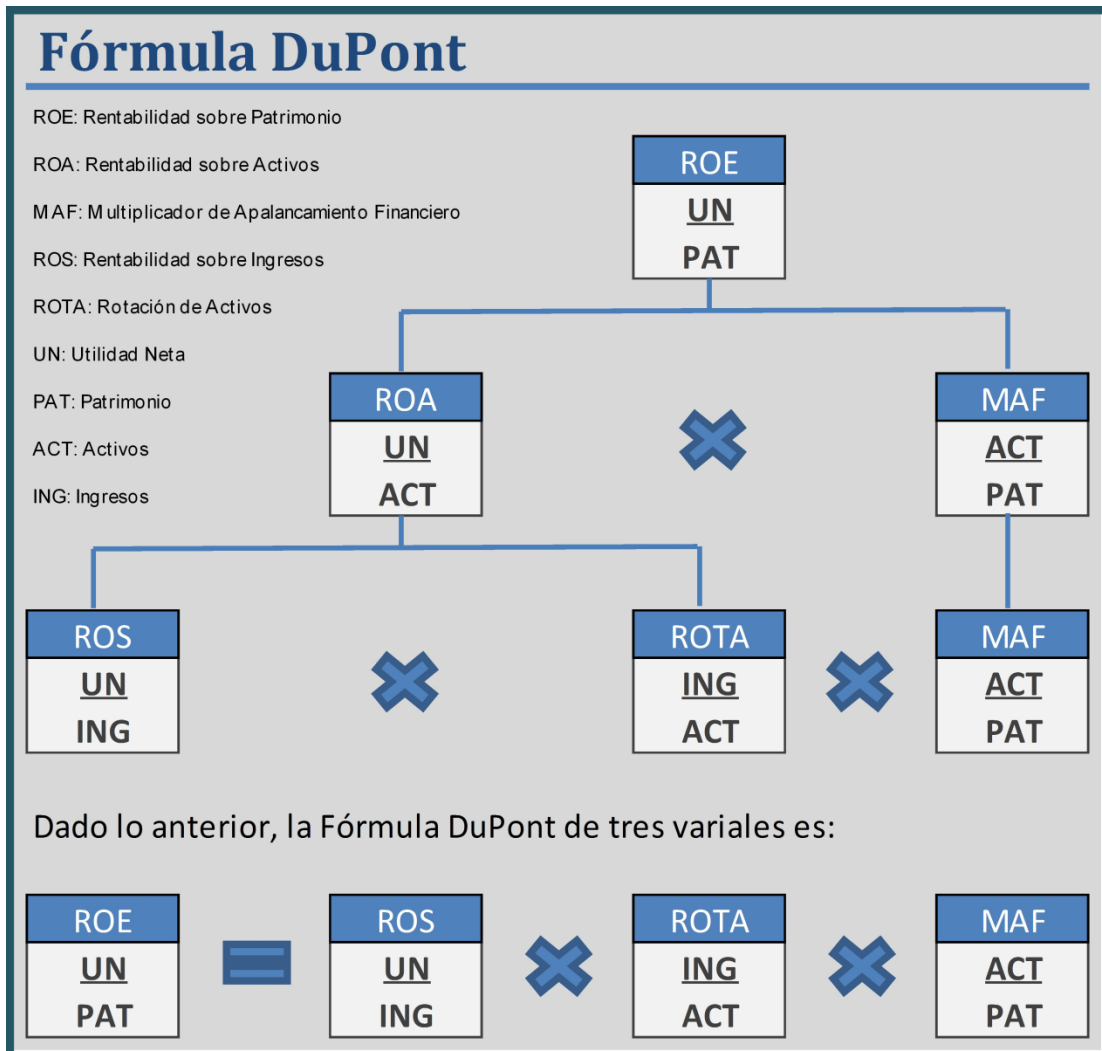 Fórmula DuPont
ROE: Rentabilidad sobre Patrimonio
ROA: Rentabilidad sobre Activos
MAF: Multiplicador de Apalancamiento Financiero
ROS: Rentabilidad sobre Ingresos
ROTA: Rotación de Activos
UN: Utilidad Neta
PAT: Patrimonio
ACT: Activos
ING: Ingresos
ROE
UN
PAT
ROA
UN
ACT
MAF
ACT
PAT
ROS
UN
ING
ROTA
ING
ACT
MAF
ACT
PAT
Dado lo anterior, la Fórmula DuPont de tres variales es:
ROE
UN
PAT
ROS
UN
ING
ROTA
ING
ACT
MAF
ACT
PAT